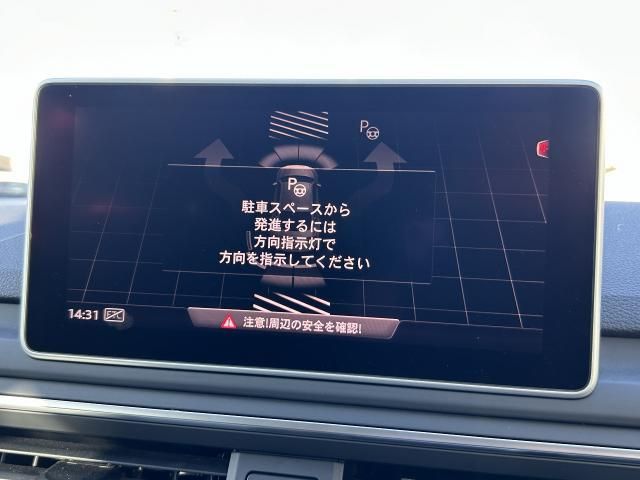 P
P
駐車スペースから
発進するには
方向指示灯で
方向を指示してください
14:31
注意!周辺の安全を確認!